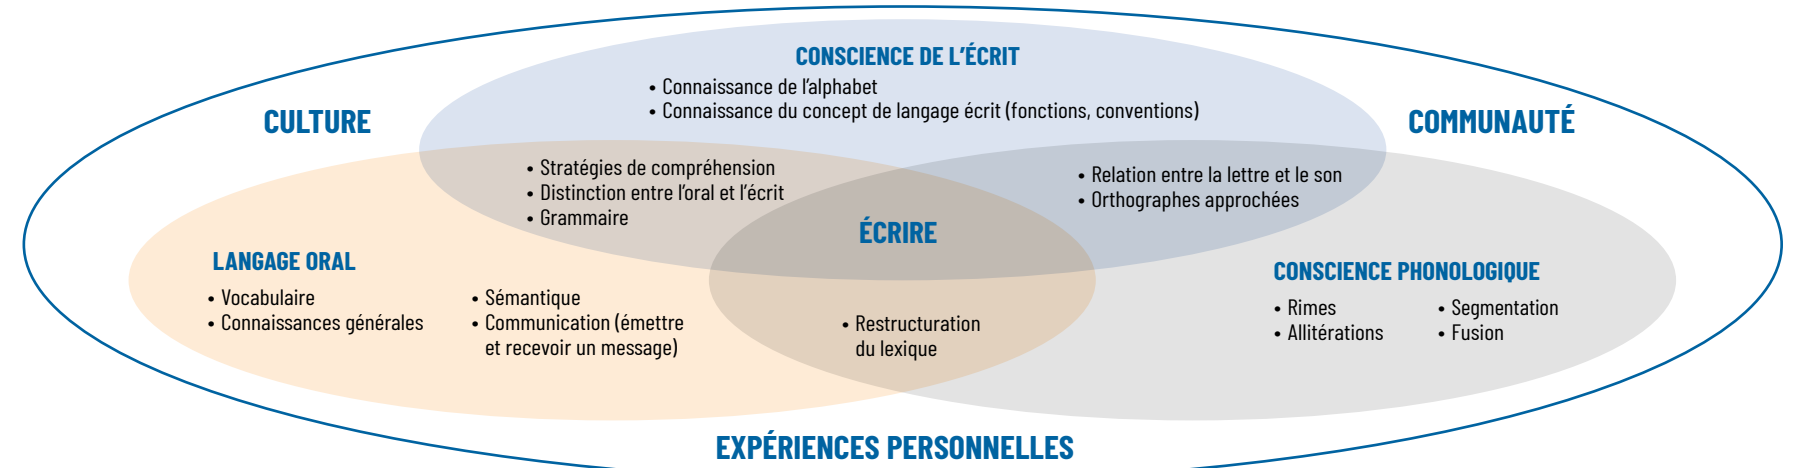 CONSCIENCE DE L’ÉCRIT
• Connaissance de l’alphabet
• Connaissance du concept de langage écrit (fonctions, conventions)
CULTURE
COMMUNAUTÉ
• Stratégies de compréhension
• Distinction entre l’oral et l’écrit
• Grammaire
• Relation entre la lettre et le son
• Orthographes approchées
ÉCRIRE
LANGAGE ORAL
• Vocabulaire
• Connaissances générales
• Sémantique
• Communication (émettre
et recevoir un message)
• Restructuration
du lexique
CONSCIENCE PHONOLOGIQUE
• Rimes
• Allitérations
• Segmentation
• Fusion
EXPÉRIENCES PERSONNELLES